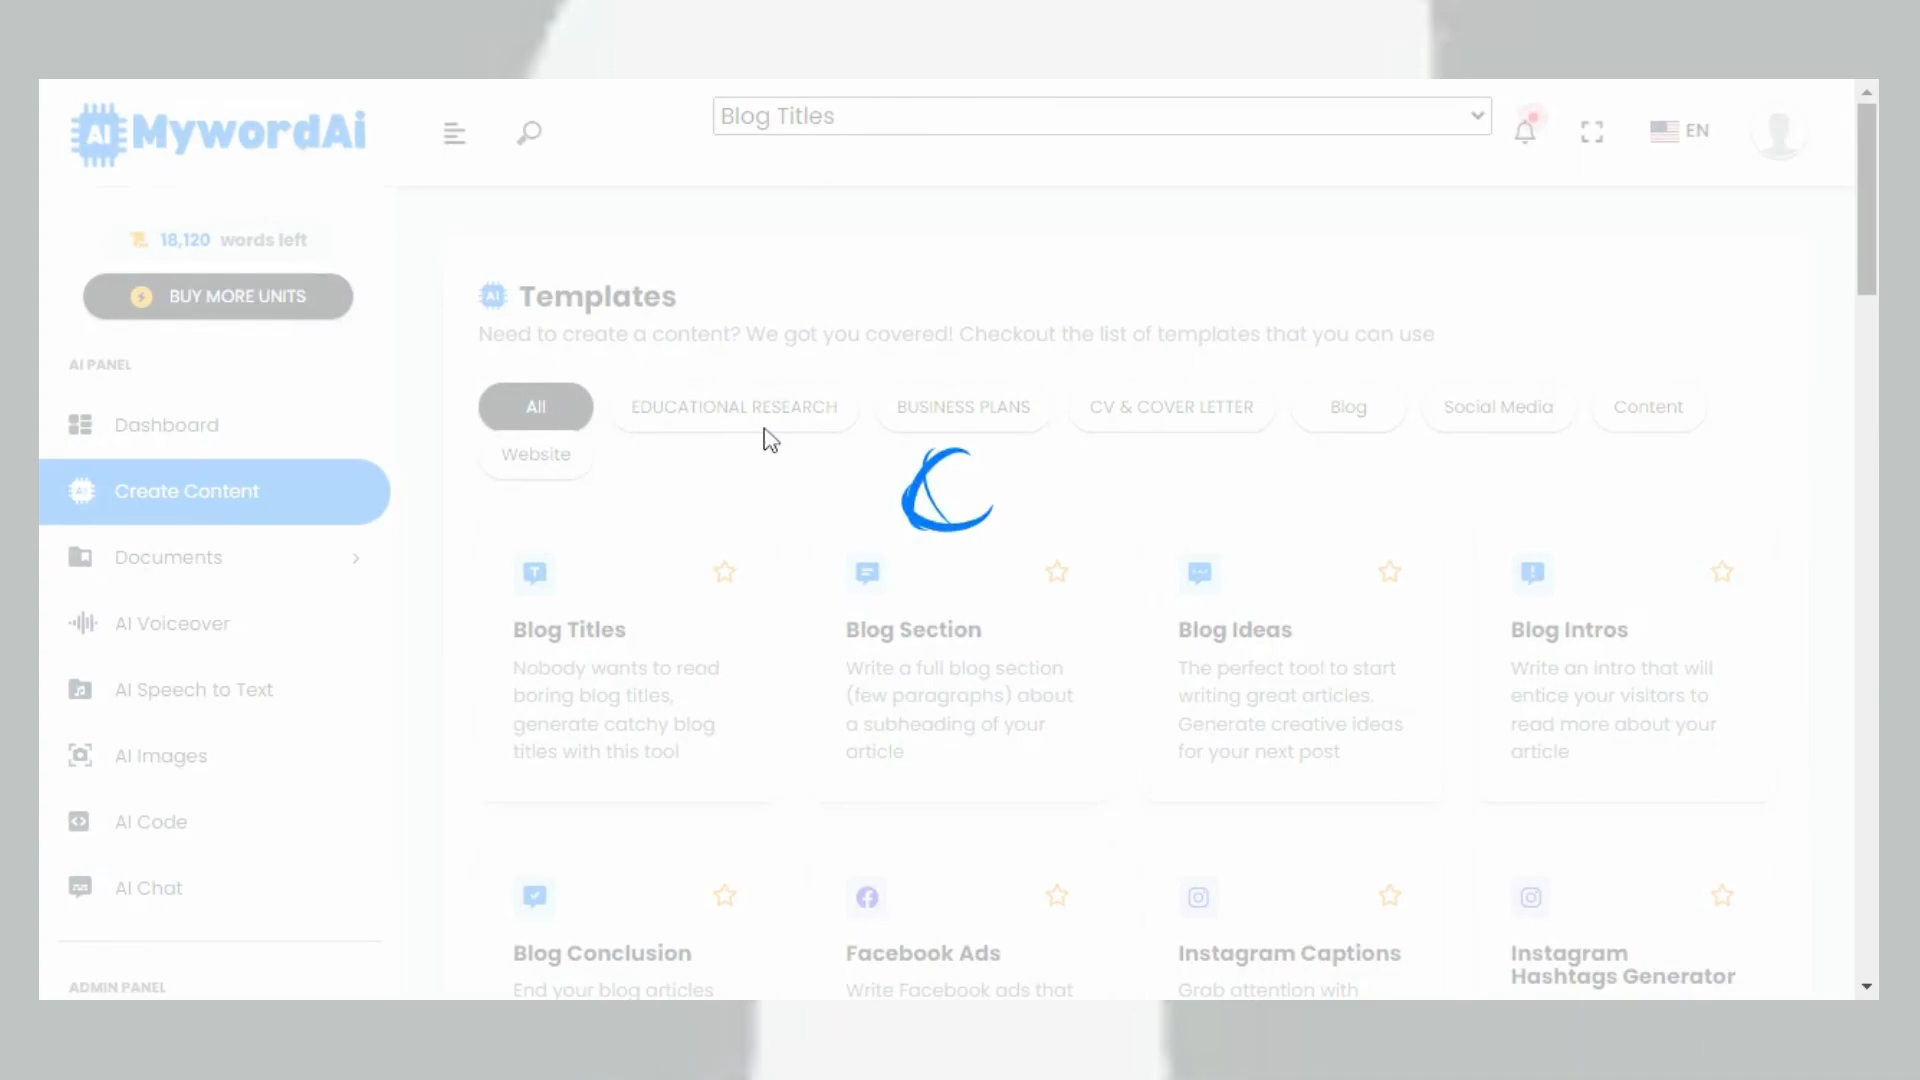 AI MywordAi
Blog Titles
EN
18,120 words left
BUY MORE UNITS
AI PANEL
Dashboard
Create Content
Documents
AI Voiceover
AI Speech to Text
AI Images
AI Code
AI Chat
ADMIN PANEL
AI Templates
Need to create a content? We got you covered! Checkout the list of templates that you can use
All
EDUCATIONAL RESEARCH
BUSINESS PLANS
CV & COVER LETTER
Blog
Social Media
Content
Website
Blog Titles
Nobody wants to read
boring blog titles,
generate catchy blog
titles with this tool
Blog Section
Write a full blog section
(few paragraphs) about
a subheading of your
article
Blog Ideas
The perfect tool to start
writing great articles.
Generate creative ideas
for your next post
Blog Intros
Write an intro that will
entice your visitors to
read more about your
article
Blog Conclusion
End your blog articles
Facebook Ads
Write Facebook ads that
Instagram Captions
Grab attention with
Instagram
Hashtags Generator